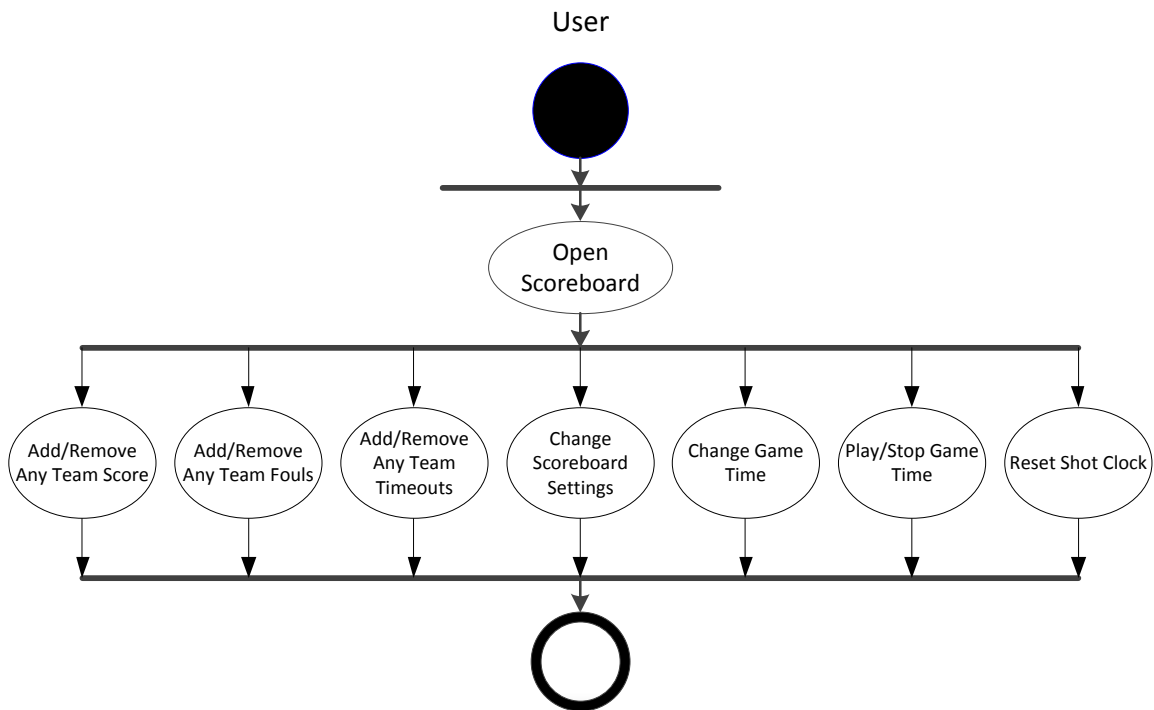 User
Open
Scoreboard
Add/Remove
Any Team Score
Add/Remove
Any Team Fouls
Add/Remove
Any Team
Timeouts
Change
Scoreboard
Settings
Change Game
Time
Play/Stop Game
Time
Reset Shot Clock